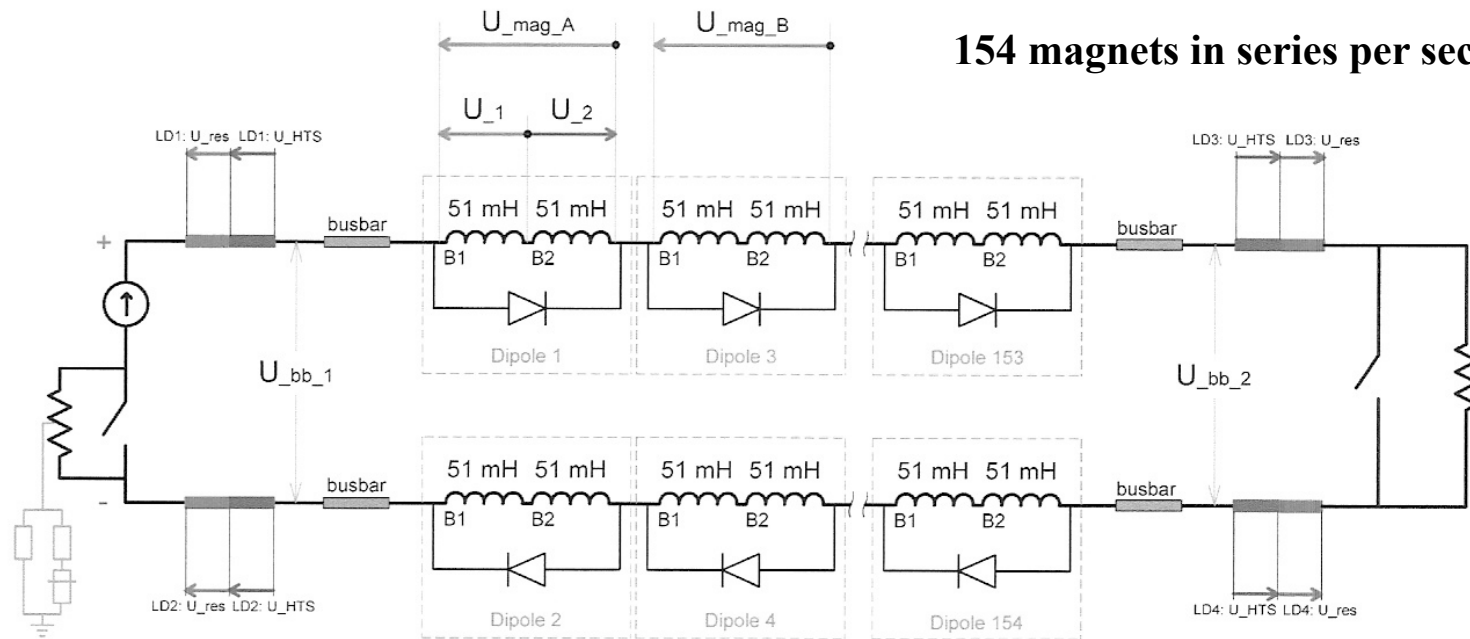 154 magnets in series per sec
U_mag_A
U_mag_B
U_1
U_2
LD1: U_res
LD1: U_HTS
LD3: U_HTS
LD3: U_res
51 mH 51 mH
51 mH 51 mH
51 mH 51 mH
busbar
busbar
+
B1
B2
B1
B2
B1
B2
Dipole 1
Dipole 3
Dipole 153
U_bb_1
U_bb_2
51 mH 51 mH
51 mH 51 mH
51 mH 51 mH
busbar
busbar
-
B1
B2
B1
B2
B1
B2
LD2: U_res
LD2: U_HTS
LD4: U_HTS
LD4: U_res
Dipole 2
Dipole 4
Dipole 154